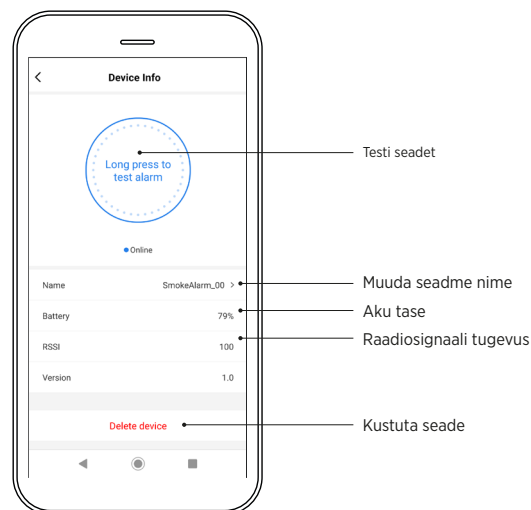 Device Info
Long press to
test alarm
Testi seadet
Online
Name SmokeAlarm_00 >
Muuda seadme nime
Battery 79%
Aku tase
RSSI 100
Raadiosignaali tugevus
Version 1.0
Delete device
Kustuta seade